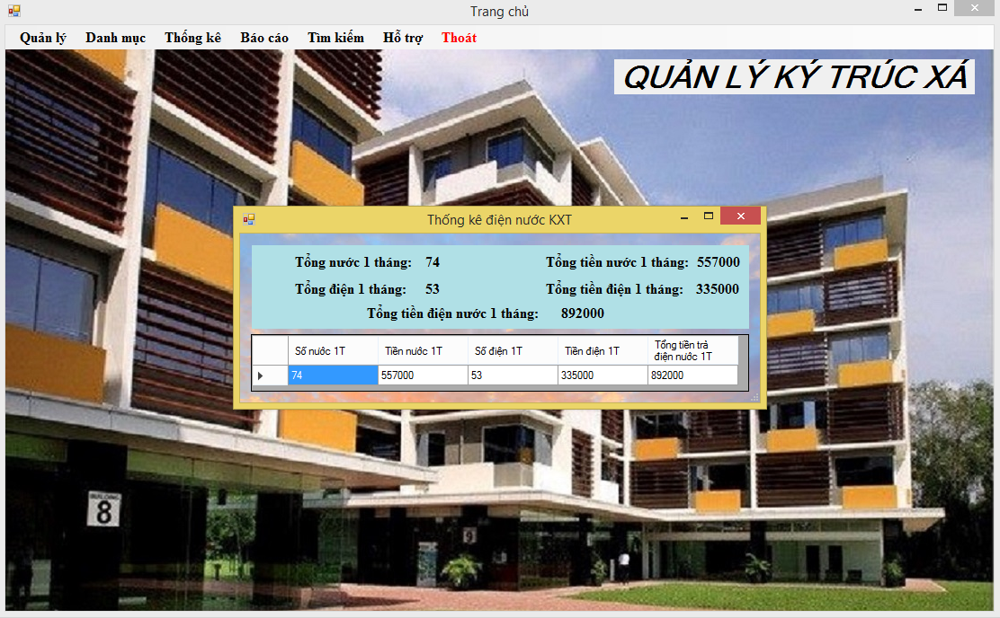 Trang chủ
Quản lý Danh mục Thống kê Báo cáo Tìm kiếm Hỗ trợ Thoát
QUẢN LÝ KÝ TRÚC XÁ
Thống kê điện nước KXT
Tổng nước 1 tháng: 74 Tổng tiền nước 1 tháng: 557000
Tổng điện 1 tháng: 53 Tổng tiền điện 1 tháng: 335000
Tổng tiền điện nước 1 tháng: 892000
Số nước 1T Tiền nước 1T Số điện 1T Tiền điện 1T Tổng tiền trả
điện nước 1T
74 557000 53 335000 892000
BUILDING
8
9